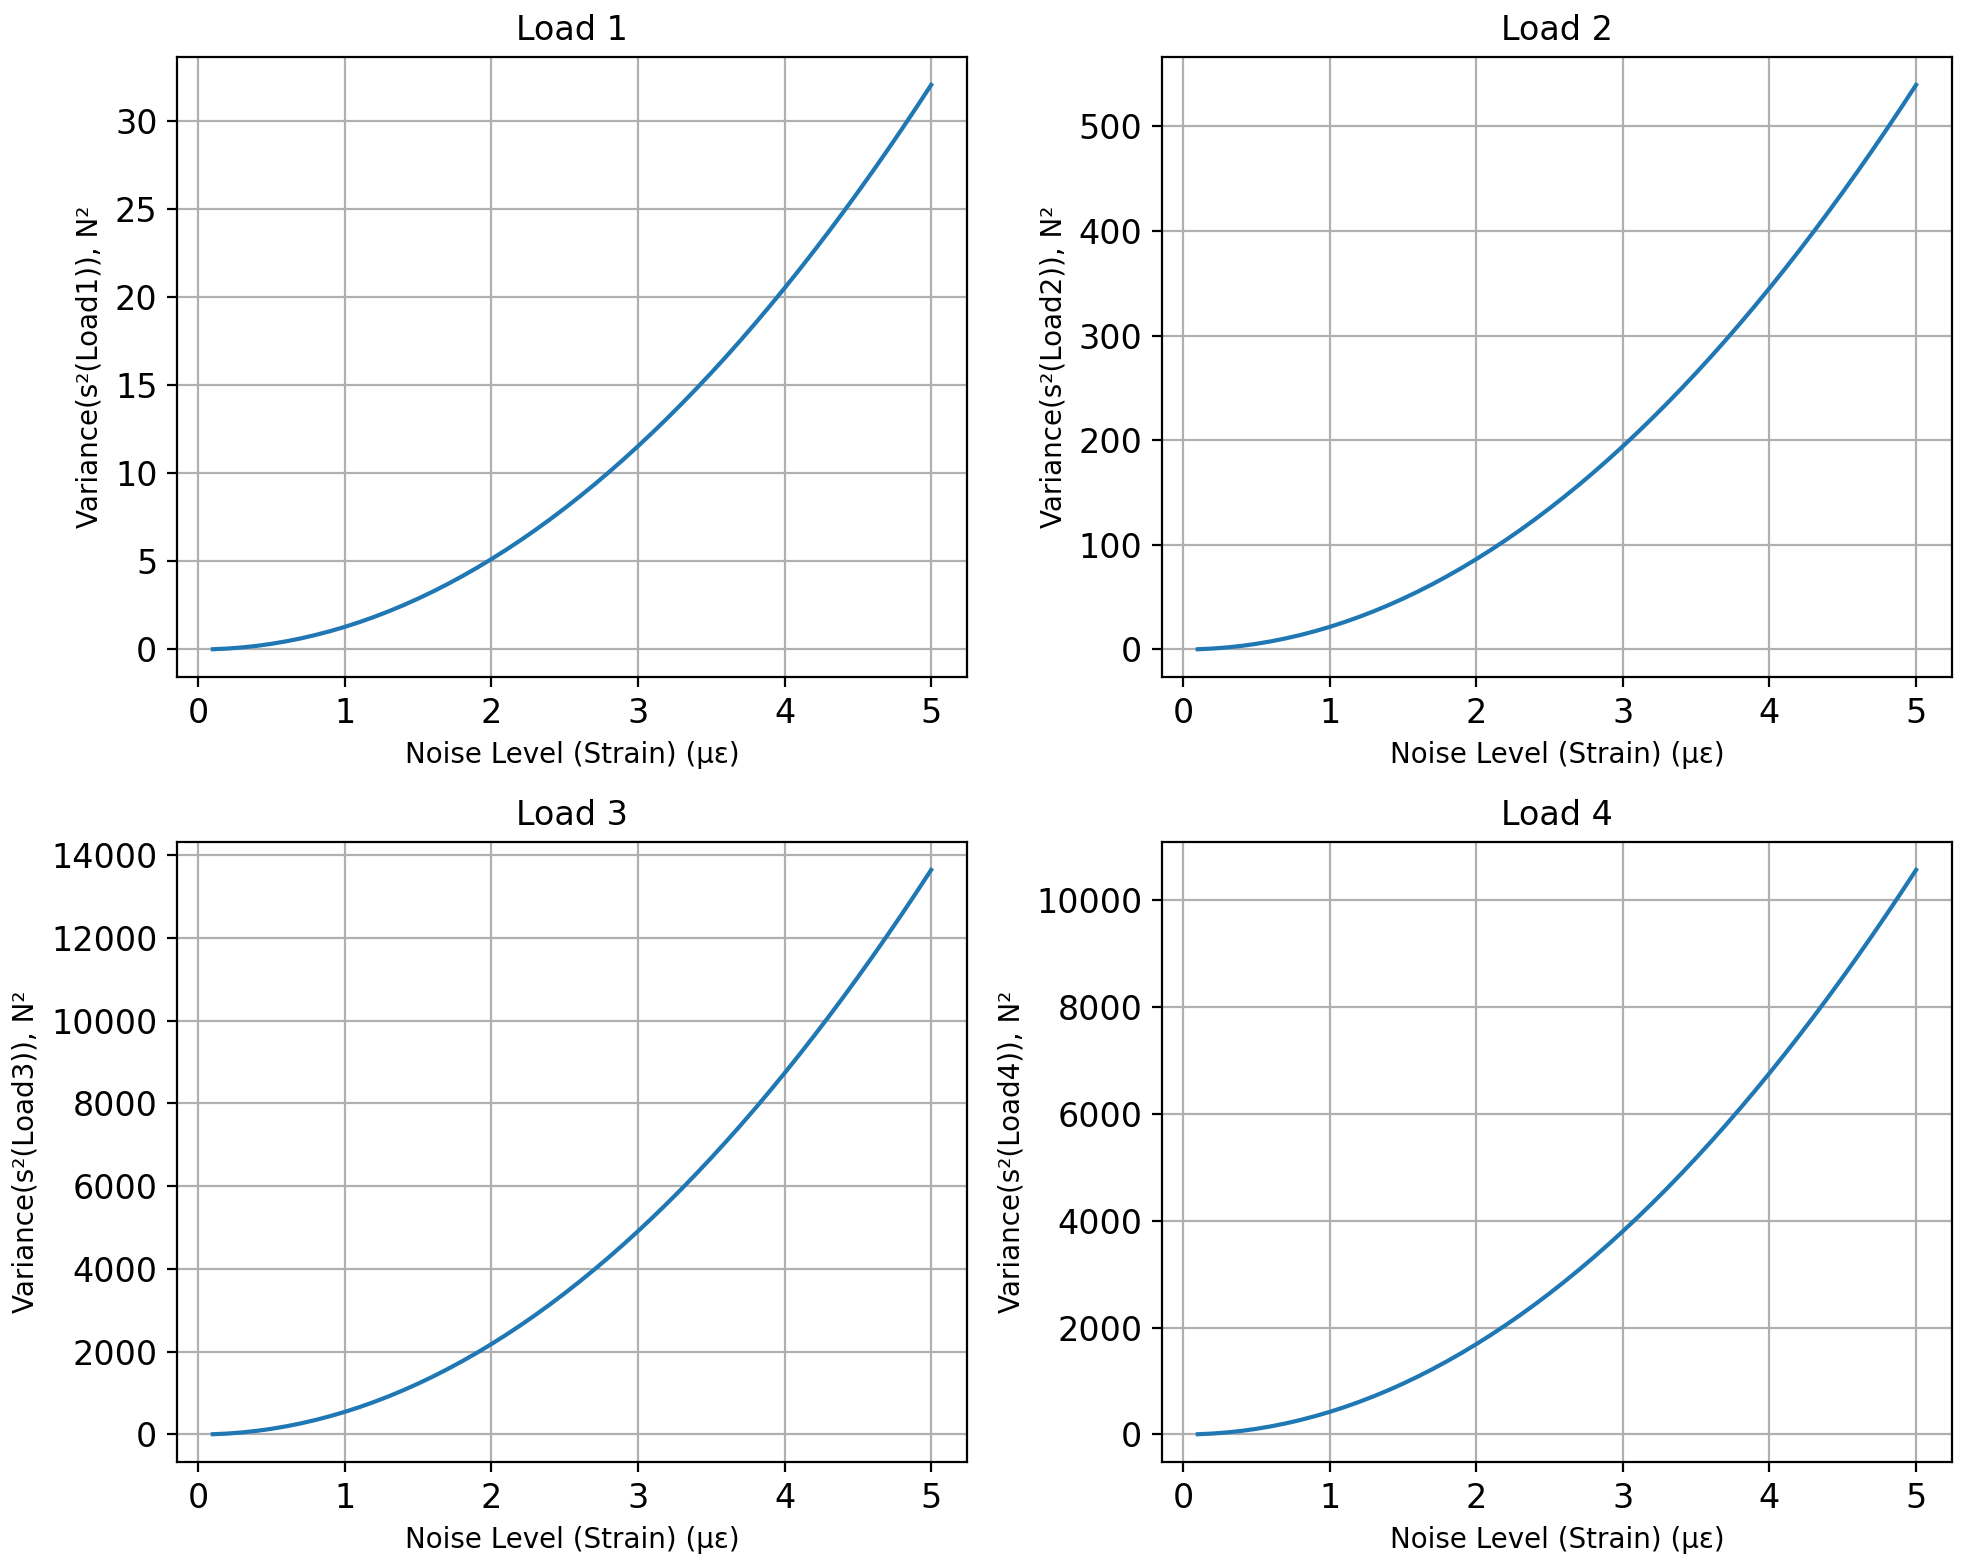 Load 1
Variance(s²(Load1)), N²
30
25
20
15
10
5
0
0 1 2 3 4 5
Noise Level (Strain) (με)
Load 2
Variance(s²(Load2)), N²
500
400
300
200
100
0
0 1 2 3 4 5
Noise Level (Strain) (με)
Load 3
Variance(s²(Load3)), N²
14000
12000
10000
8000
6000
4000
2000
0
0 1 2 3 4 5
Noise Level (Strain) (με)
Load 4
Variance(s²(Load4)), N²
10000
8000
6000
4000
2000
0
0 1 2 3 4 5
Noise Level (Strain) (με)